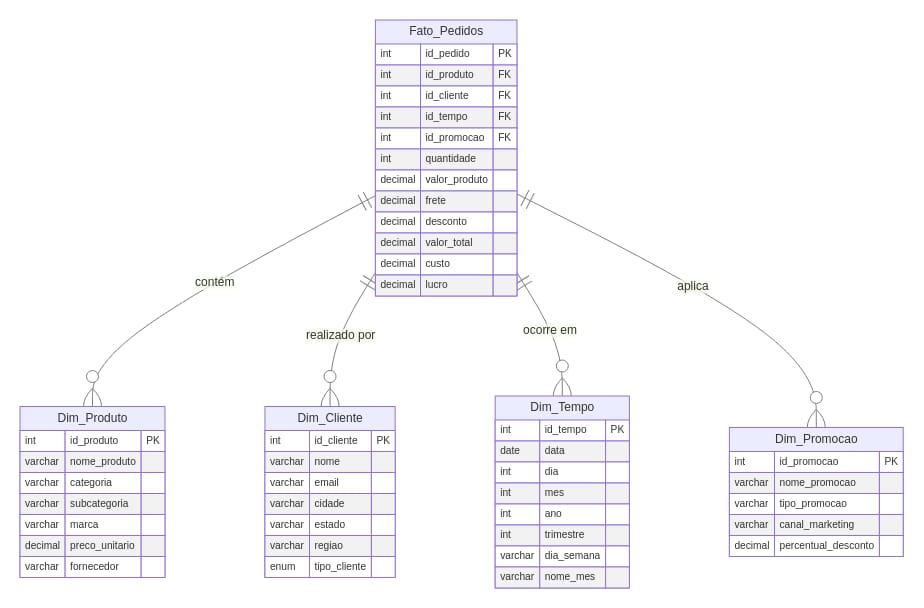 Fato_Pedidos
int id_pedido PK
int id_produto FK
int id_cliente FK
int id_tempo FK
int id_promocao FK
int quantidade
decimal valor_produto
decimal frete
decimal desconto
decimal valor_total
decimal custo
decimal lucro
contém
realizado por
ocorre em
aplica
Dim_Produto
int id_produto PK
varchar nome_produto
varchar categoria
varchar subcategoria
varchar marca
decimal preco_unitario
varchar fornecedor
Dim_Cliente
int id_cliente PK
varchar nome
varchar email
varchar cidade
varchar estado
varchar regiao
enum tipo_cliente
Dim_Tempo
int id_tempo PK
date data
int dia
int mes
int ano
int trimestre
varchar dia_semana
varchar nome_mes
Dim_Promocao
int id_promocao PK
varchar nome_promocao
varchar tipo_promocao
varchar canal_marketing
decimal percentual_desconto